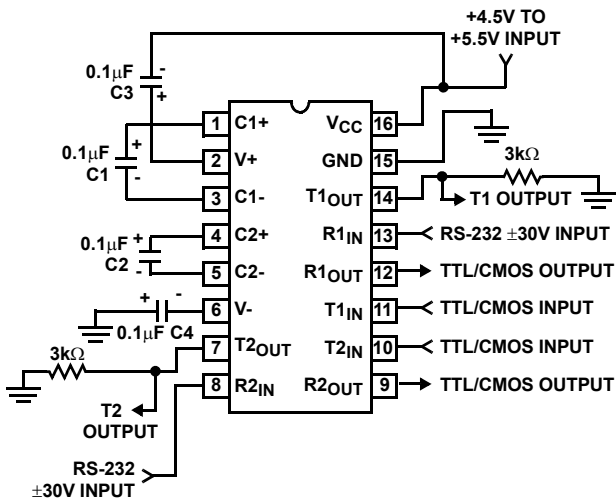 +4.5V TO
+5.5V INPUT
0.1μF
C3
-
+
1 C1+
VCC 16
0.1μF
C1
+
-
2 V+
GND 15
3kΩ
3 C1-
T1OUT 14
T1 OUTPUT
4 C2+
R1IN 13
RS-232 ±30V INPUT
0.1μF
C2
+
-
5 C2-
R1OUT 12
TTL/CMOS OUTPUT
+ -
0.1μF C4
6 V-
T1IN 11
TTL/CMOS INPUT
3kΩ
7 T2OUT
T2IN 10
TTL/CMOS INPUT
8 R2IN
R2OUT 9
TTL/CMOS OUTPUT
T2
OUTPUT
RS-232
±30V INPUT